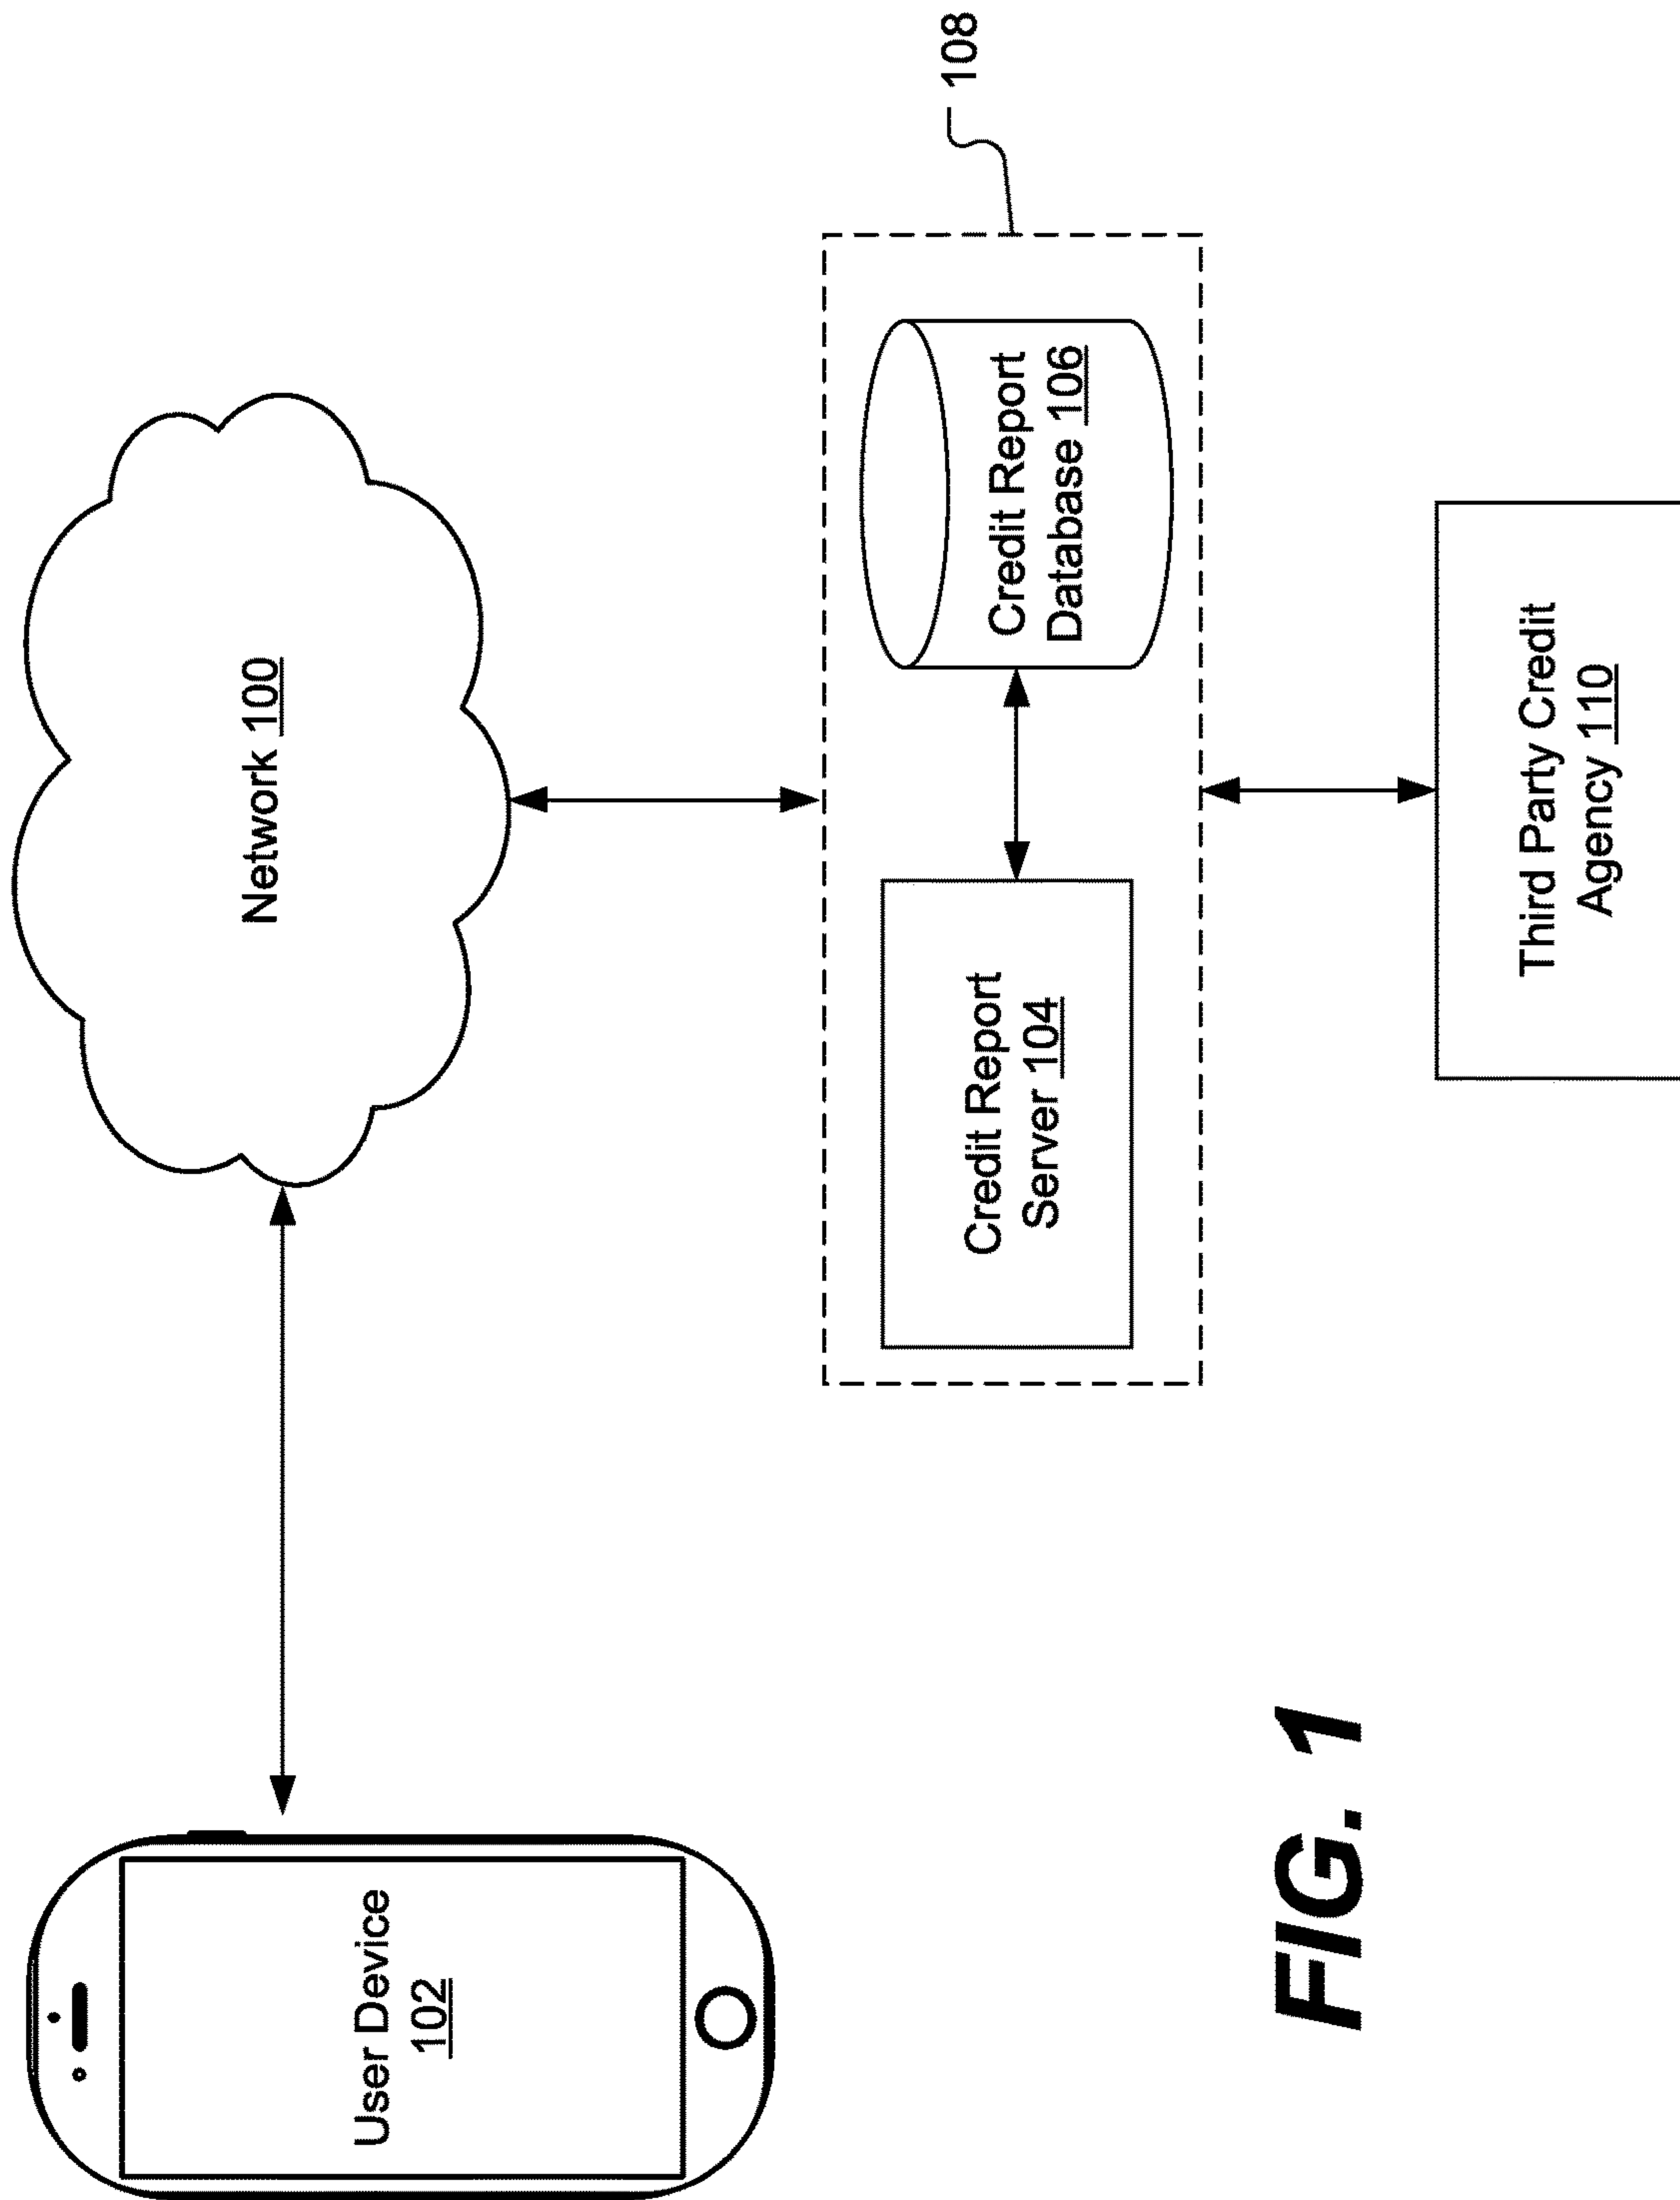 Network 100
User Device
102
108
Credit Report
Server 104
Credit Report
Database 106
Third Party Credit
Agency 110
FIG. 1